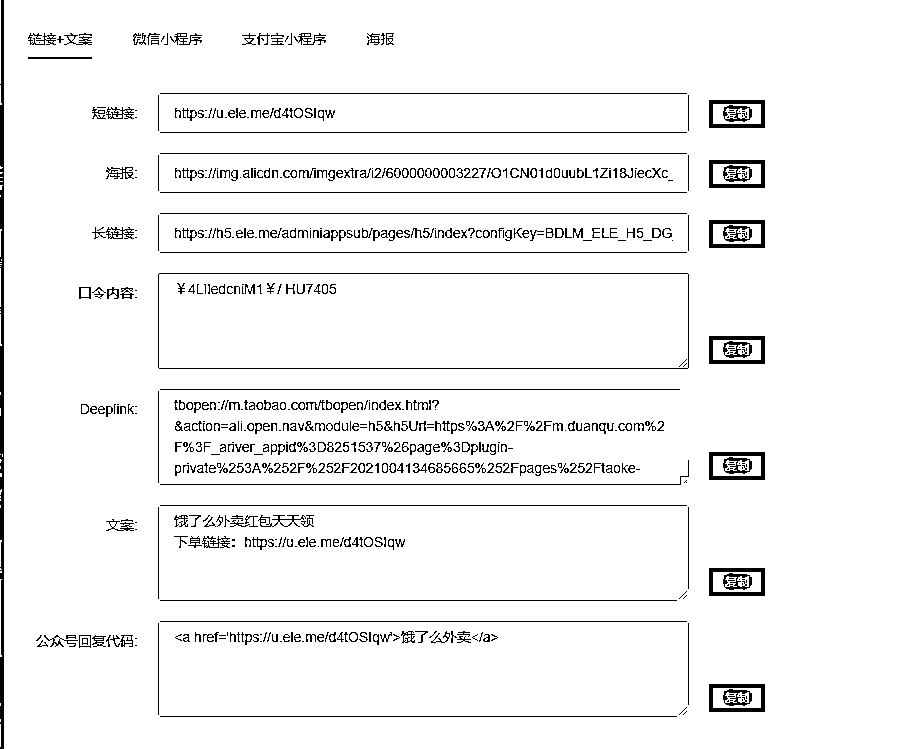 链接+文案 微信小程序 支付宝小程序 海报
短链接: https://u.ele.me/d4tOSIqw 复制
海报: https://img.alicdn.com/imgextra/i2/6000000003227/O1CN01d0uubL1Zi18JiecXc_ 复制
长链接: https://h5.ele.me/adminiappsub/pages/h5/index?configKey=BDLM_ELE_H5_DG_ 复制
口令内容: ￥4LIIedcniM1￥/ HU7405
复制
Deeplink: tbopen://m.taobao.com/tbopen/index.html?
&action=ali.open.nav&module=h5&h5Url=https%3A%2F%2Fm.duanqu.com%2
F%3F_ariver_appid%3D8251537%26page%3Dplugin-
private%253A%252F%252F2021004134685665%252Fpages%252Ftaoke-
复制
文案: 饿了么外卖红包天天领
下单链接：https://u.ele.me/d4tOSIqw
复制
公众号回复代码: <a href='https://u.ele.me/d4tOSIqw'>饿了么外卖</a>
复制